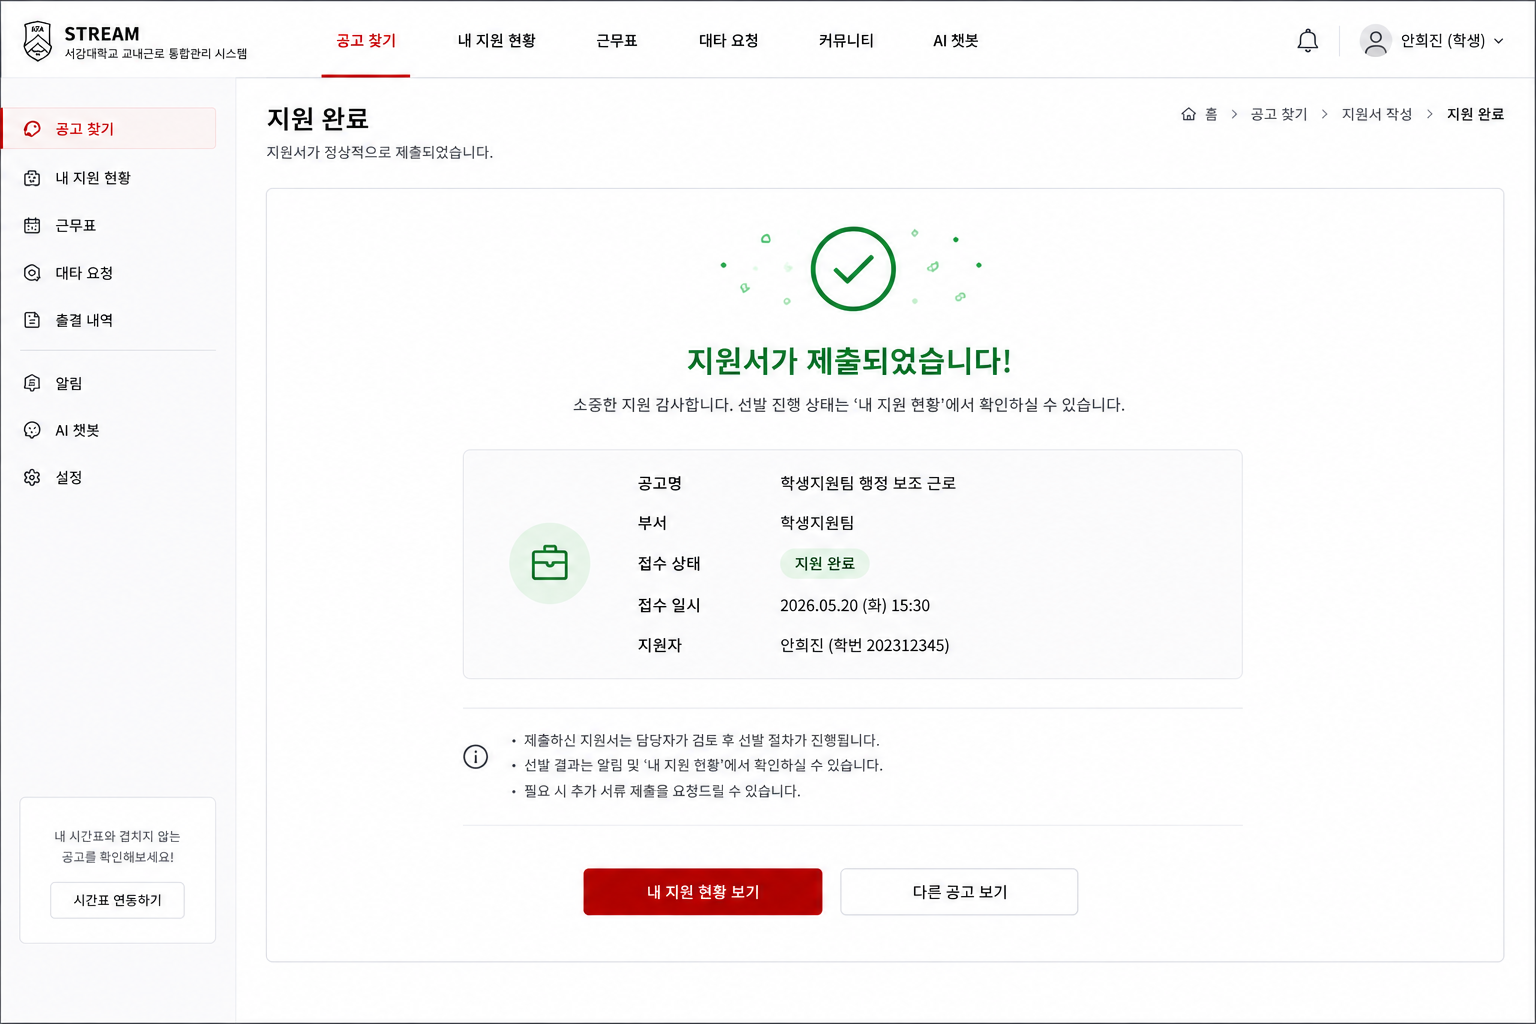 STREAM
서강대학교 교내근로 통합관리 시스템
공고 찾기
내 지원 현황
근무표
대타 요청
커뮤니티
AI 챗봇
안희진 (학생)
공고 찾기
내 지원 현황
근무표
대타 요청
출결 내역
알림
AI 챗봇
설정
내 시간표와 겹치지 않는
공고를 확인해보세요!
시간표 연동하기
지원 완료
지원서가 정상적으로 제출되었습니다.
홈 > 공고 찾기 > 지원서 작성 > 지원 완료
지원서가 제출되었습니다!
소중한 지원 감사합니다. 선발 진행 상태는 ‘내 지원 현황’에서 확인하실 수 있습니다.
공고명 학생지원팀 행정 보조 근로
부서 학생지원팀
접수 상태 지원 완료
접수 일시 2026.05.20 (화) 15:30
지원자 안희진 (학번 202312345)
• 제출하신 지원서는 담당자가 검토 후 선발 절차가 진행됩니다.
• 선발 결과는 알림 및 ‘내 지원 현황’에서 확인하실 수 있습니다.
• 필요 시 추가 서류 제출을 요청드릴 수 있습니다.
내 지원 현황 보기
다른 공고 보기